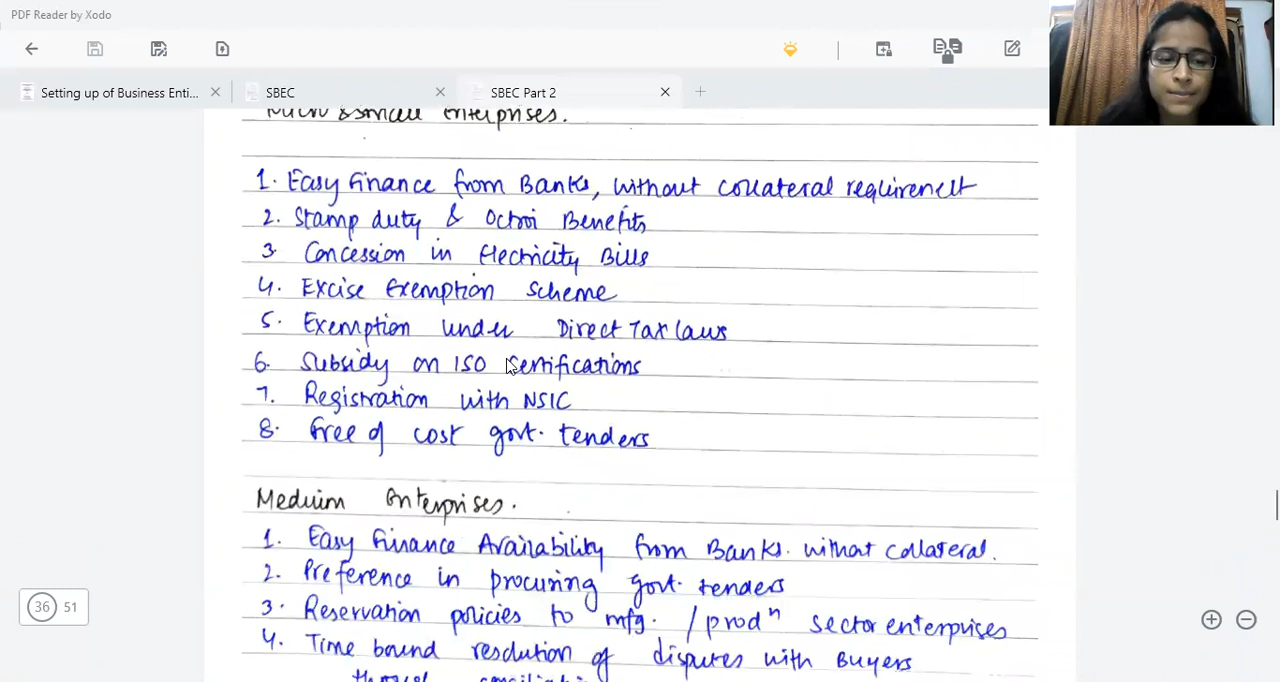 PDF Reader by Xodo
Setting up of Business Enti...
SBEC
SBEC Part 2
Micro & small enterprises.
1. Easy Finance from Banks, without collateral requirement
2. Stamp duty & Octroi Benefits
3. Concession in Electricity Bills
4. Excise Exemption Scheme
5. Exemption under Direct Tax laws
6. Subsidy on ISO Certifications
7. Registration with NSIC
8. Free of cost govt. tenders
Meduim Enterprises.
1. Easy Finance Availability from Banks. without collateral.
2. Preference in procuring govt. tenders
3. Reservation policies to mfg. / prodⁿ sector enterprises
4. Time bound resolution of disputes with Buyers
36 51